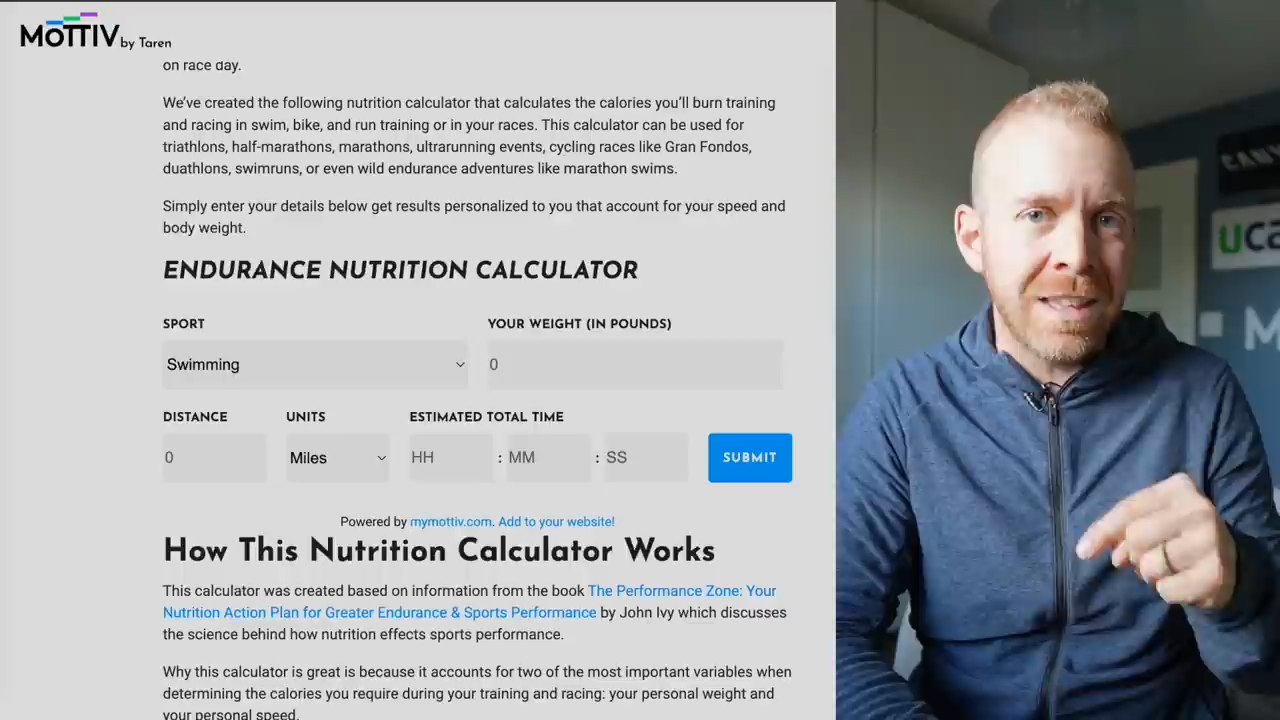 MōTTIV by Taren
on race day.
We've created the following nutrition calculator that calculates the calories you'll burn training
and racing in swim, bike, and run training or in your races. This calculator can be used for
triathlons, half-marathons, marathons, ultrarunning events, cycling races like Gran Fondos,
duathlons, swimruns, or even wild endurance adventures like marathon swims.
Simply enter your details below get results personalized to you that account for your speed and
body weight.
ENDURANCE NUTRITION CALCULATOR
SPORT YOUR WEIGHT (IN POUNDS)
Swimming 0
DISTANCE UNITS ESTIMATED TOTAL TIME
0 Miles HH : MM : SS SUBMIT
Powered by mymottiv.com. Add to your website!
How This Nutrition Calculator Works
This calculator was created based on information from the book The Performance Zone: Your
Nutrition Action Plan for Greater Endurance & Sports Performance by John Ivy which discusses
the science behind how nutrition effects sports performance.
Why this calculator is great is because it accounts for two of the most important variables when
determining the calories you require during your training and racing: your personal weight and
your personal speed.
UCA
M